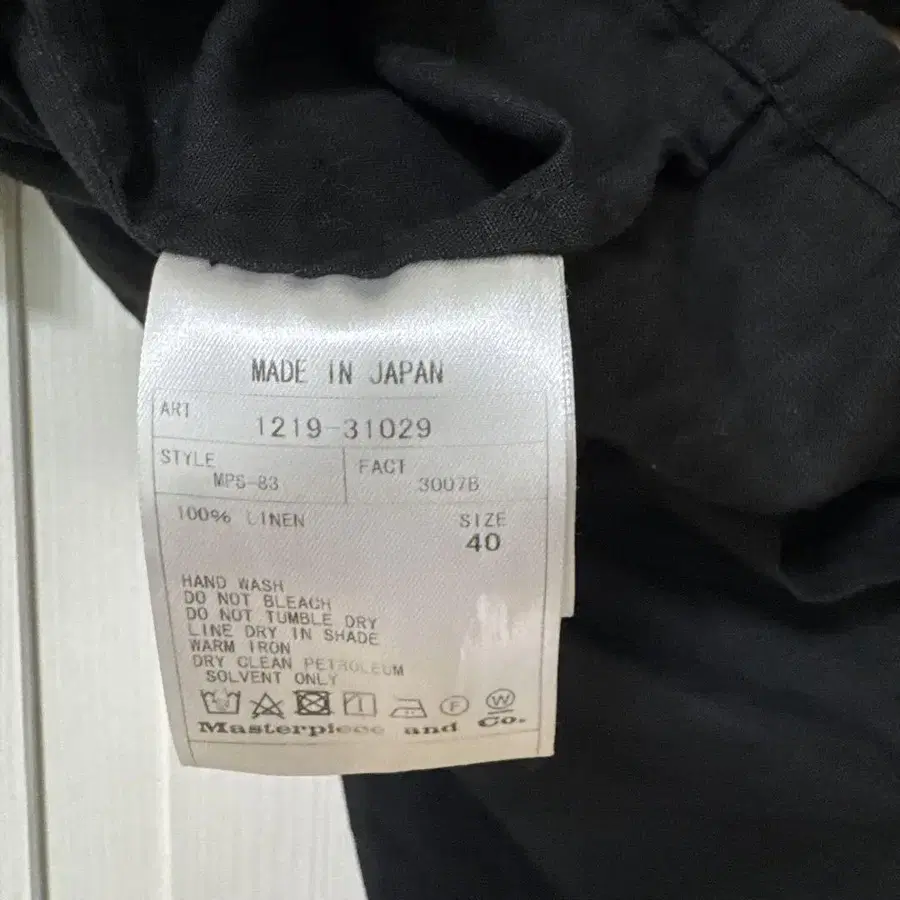 MADE IN JAPAN
ART
1219-31029
STYLE FACT
MPS-83 3007B
100% LINEN SIZE
40
HAND WASH
DO NOT BLEACH
DO NOT TUMBLE DRY
LINE DRY IN SHADE
WARM IRON
DRY CLEAN PETROLEUM
SOLVENT ONLY
F W
Masterpiece and Co.